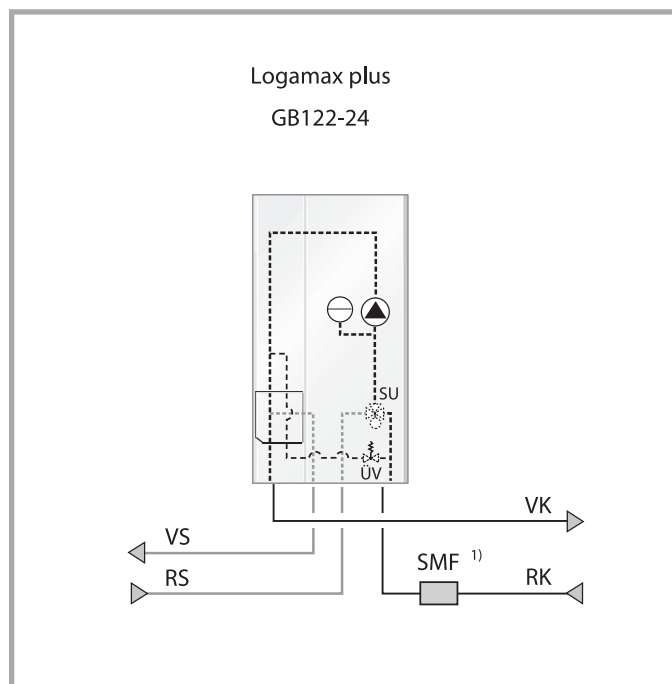 Logamax plus
GB122-24
SU
ÜV
VK
VS
SMF 1)
RS
RK